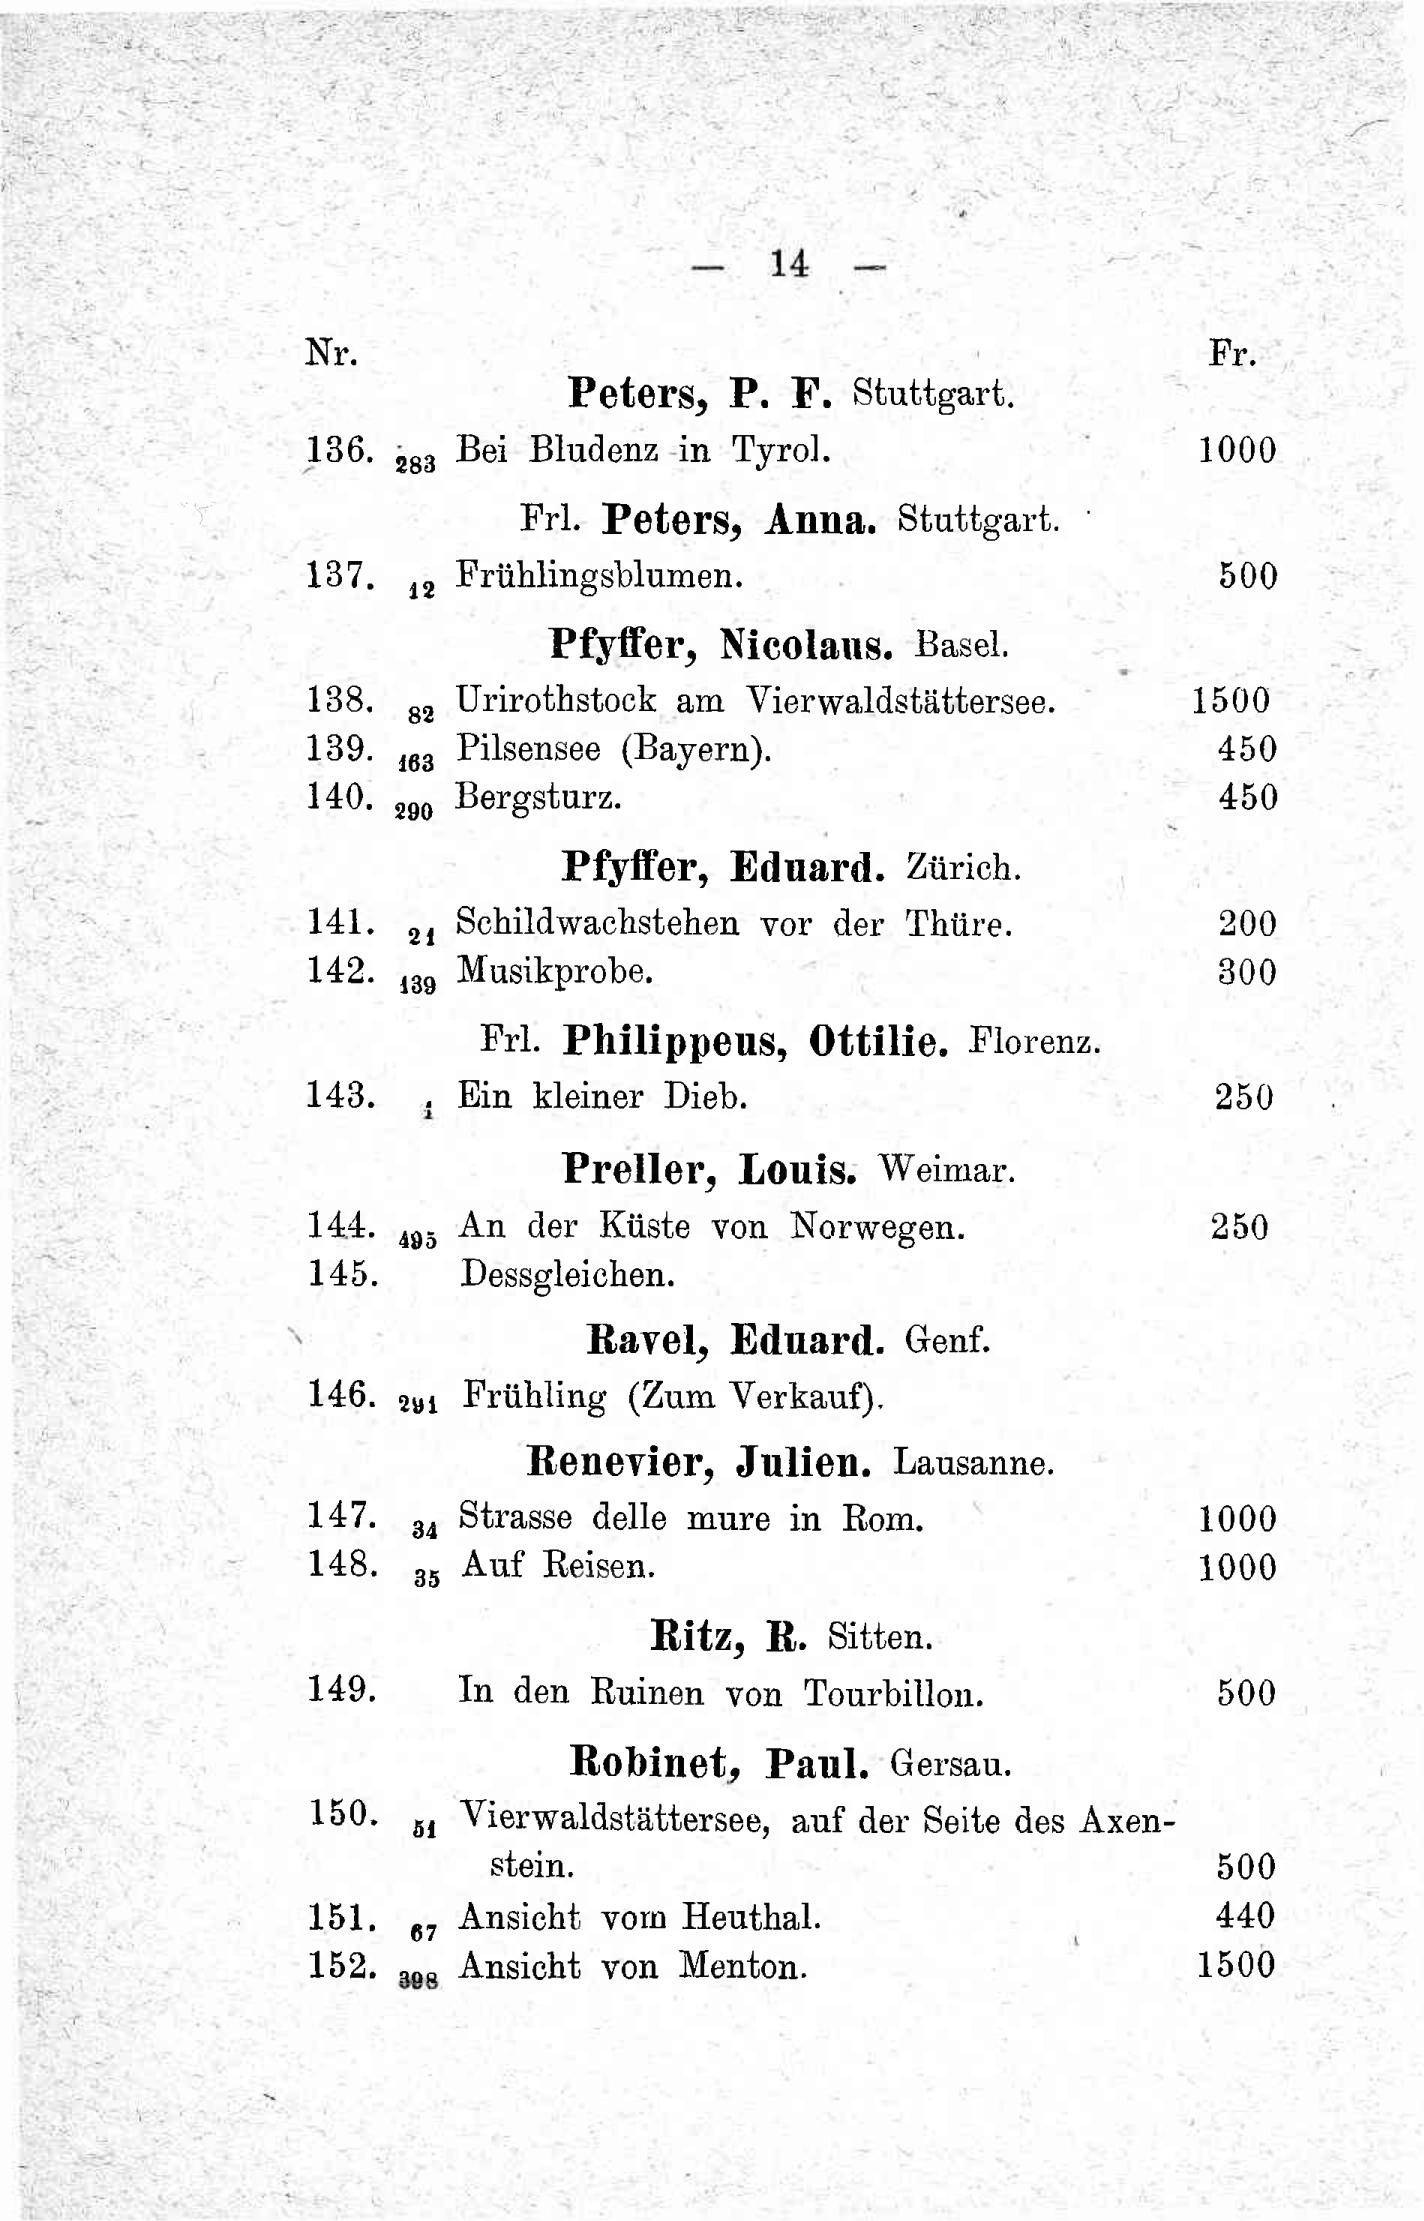 — 14 —
Nr. Fr.
Peters, P. F. Stuttgart.
136. 283 Bei Bludenz in Tyrol. 1000
Frl. Peters, Anna. Stuttgart.
137. 12 Frühlingsblumen. 500
Pfyffer, Nicolaus. Basel.
138. 82 Urirothstock am Vierwaldstättersee. 1500
139. 163 Pilsensee (Bayern). 450
140. 290 Bergsturz. 450
Pfyffer, Eduard. Zürich.
141. 21 Schildwachstehen vor der Thüre. 200
142. 139 Musikprobe. 300
Frl. Philippeus, Ottilie. Florenz.
143. 1 Ein kleiner Dieb. 250
Preller, Louis. Weimar.
144. 495 An der Küste von Norwegen. 250
145. Dessgleichen.
Ravel, Eduard. Genf.
146. 291 Frühling (Zum Verkauf).
Renevier, Julien. Lausanne.
147. 34 Strasse delle mure in Rom. 1000
148. 35 Auf Reisen. 1000
Ritz, R. Sitten.
149. In den Ruinen von Tourbillon. 500
Robinet, Paul. Gersau.
150. 51 Vierwaldstättersee, auf der Seite des Axen-
stein. 500
151. 67 Ansicht vom Heuthal. 440
152. 398 Ansicht von Menton. 1500